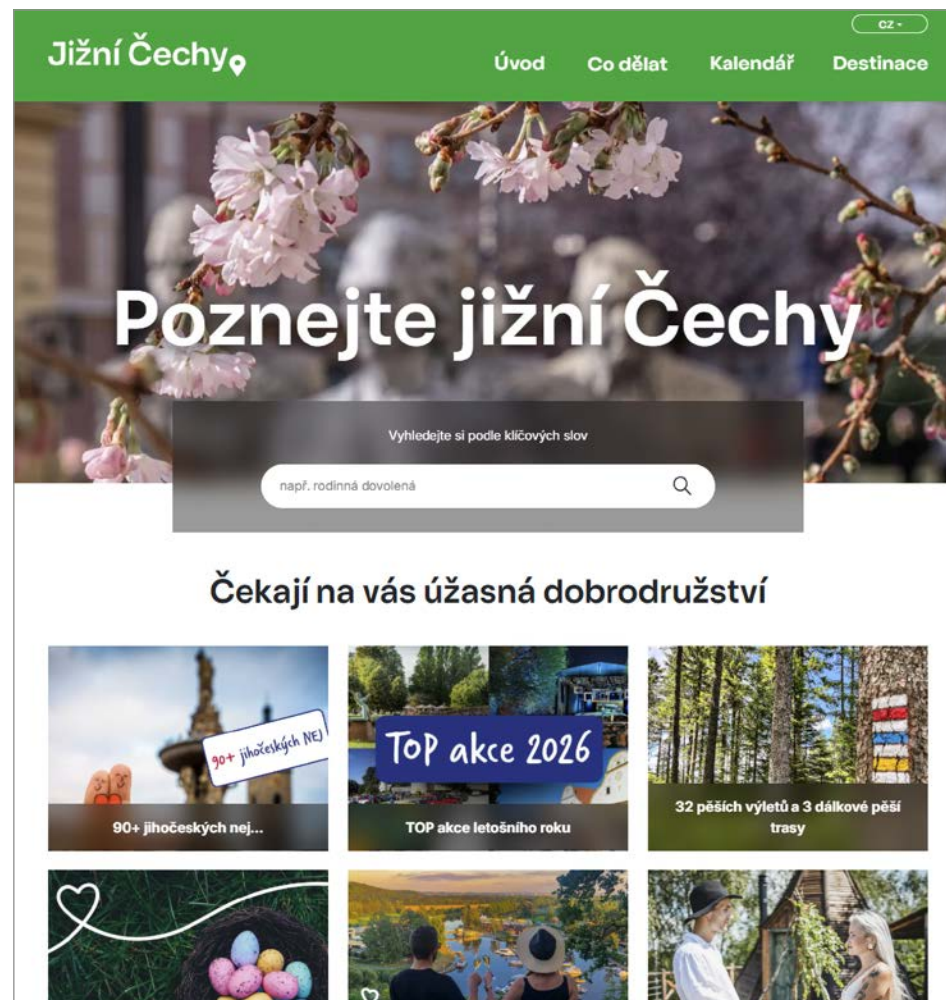 CZ
Jižní Čechy
Úvod Co dělat Kalendář Destinace
Poznejte jižní Čechy
Vyhledejte si podle klíčových slov
např. rodinná dovolená
Čekají na vás úžasná dobrodružství
90+ jihočeských NEJ
90+ jihočeských nej...
TOP akce 2026
TOP akce letošního roku
32 pěších výletů a 3 dálkové pěší
trasy